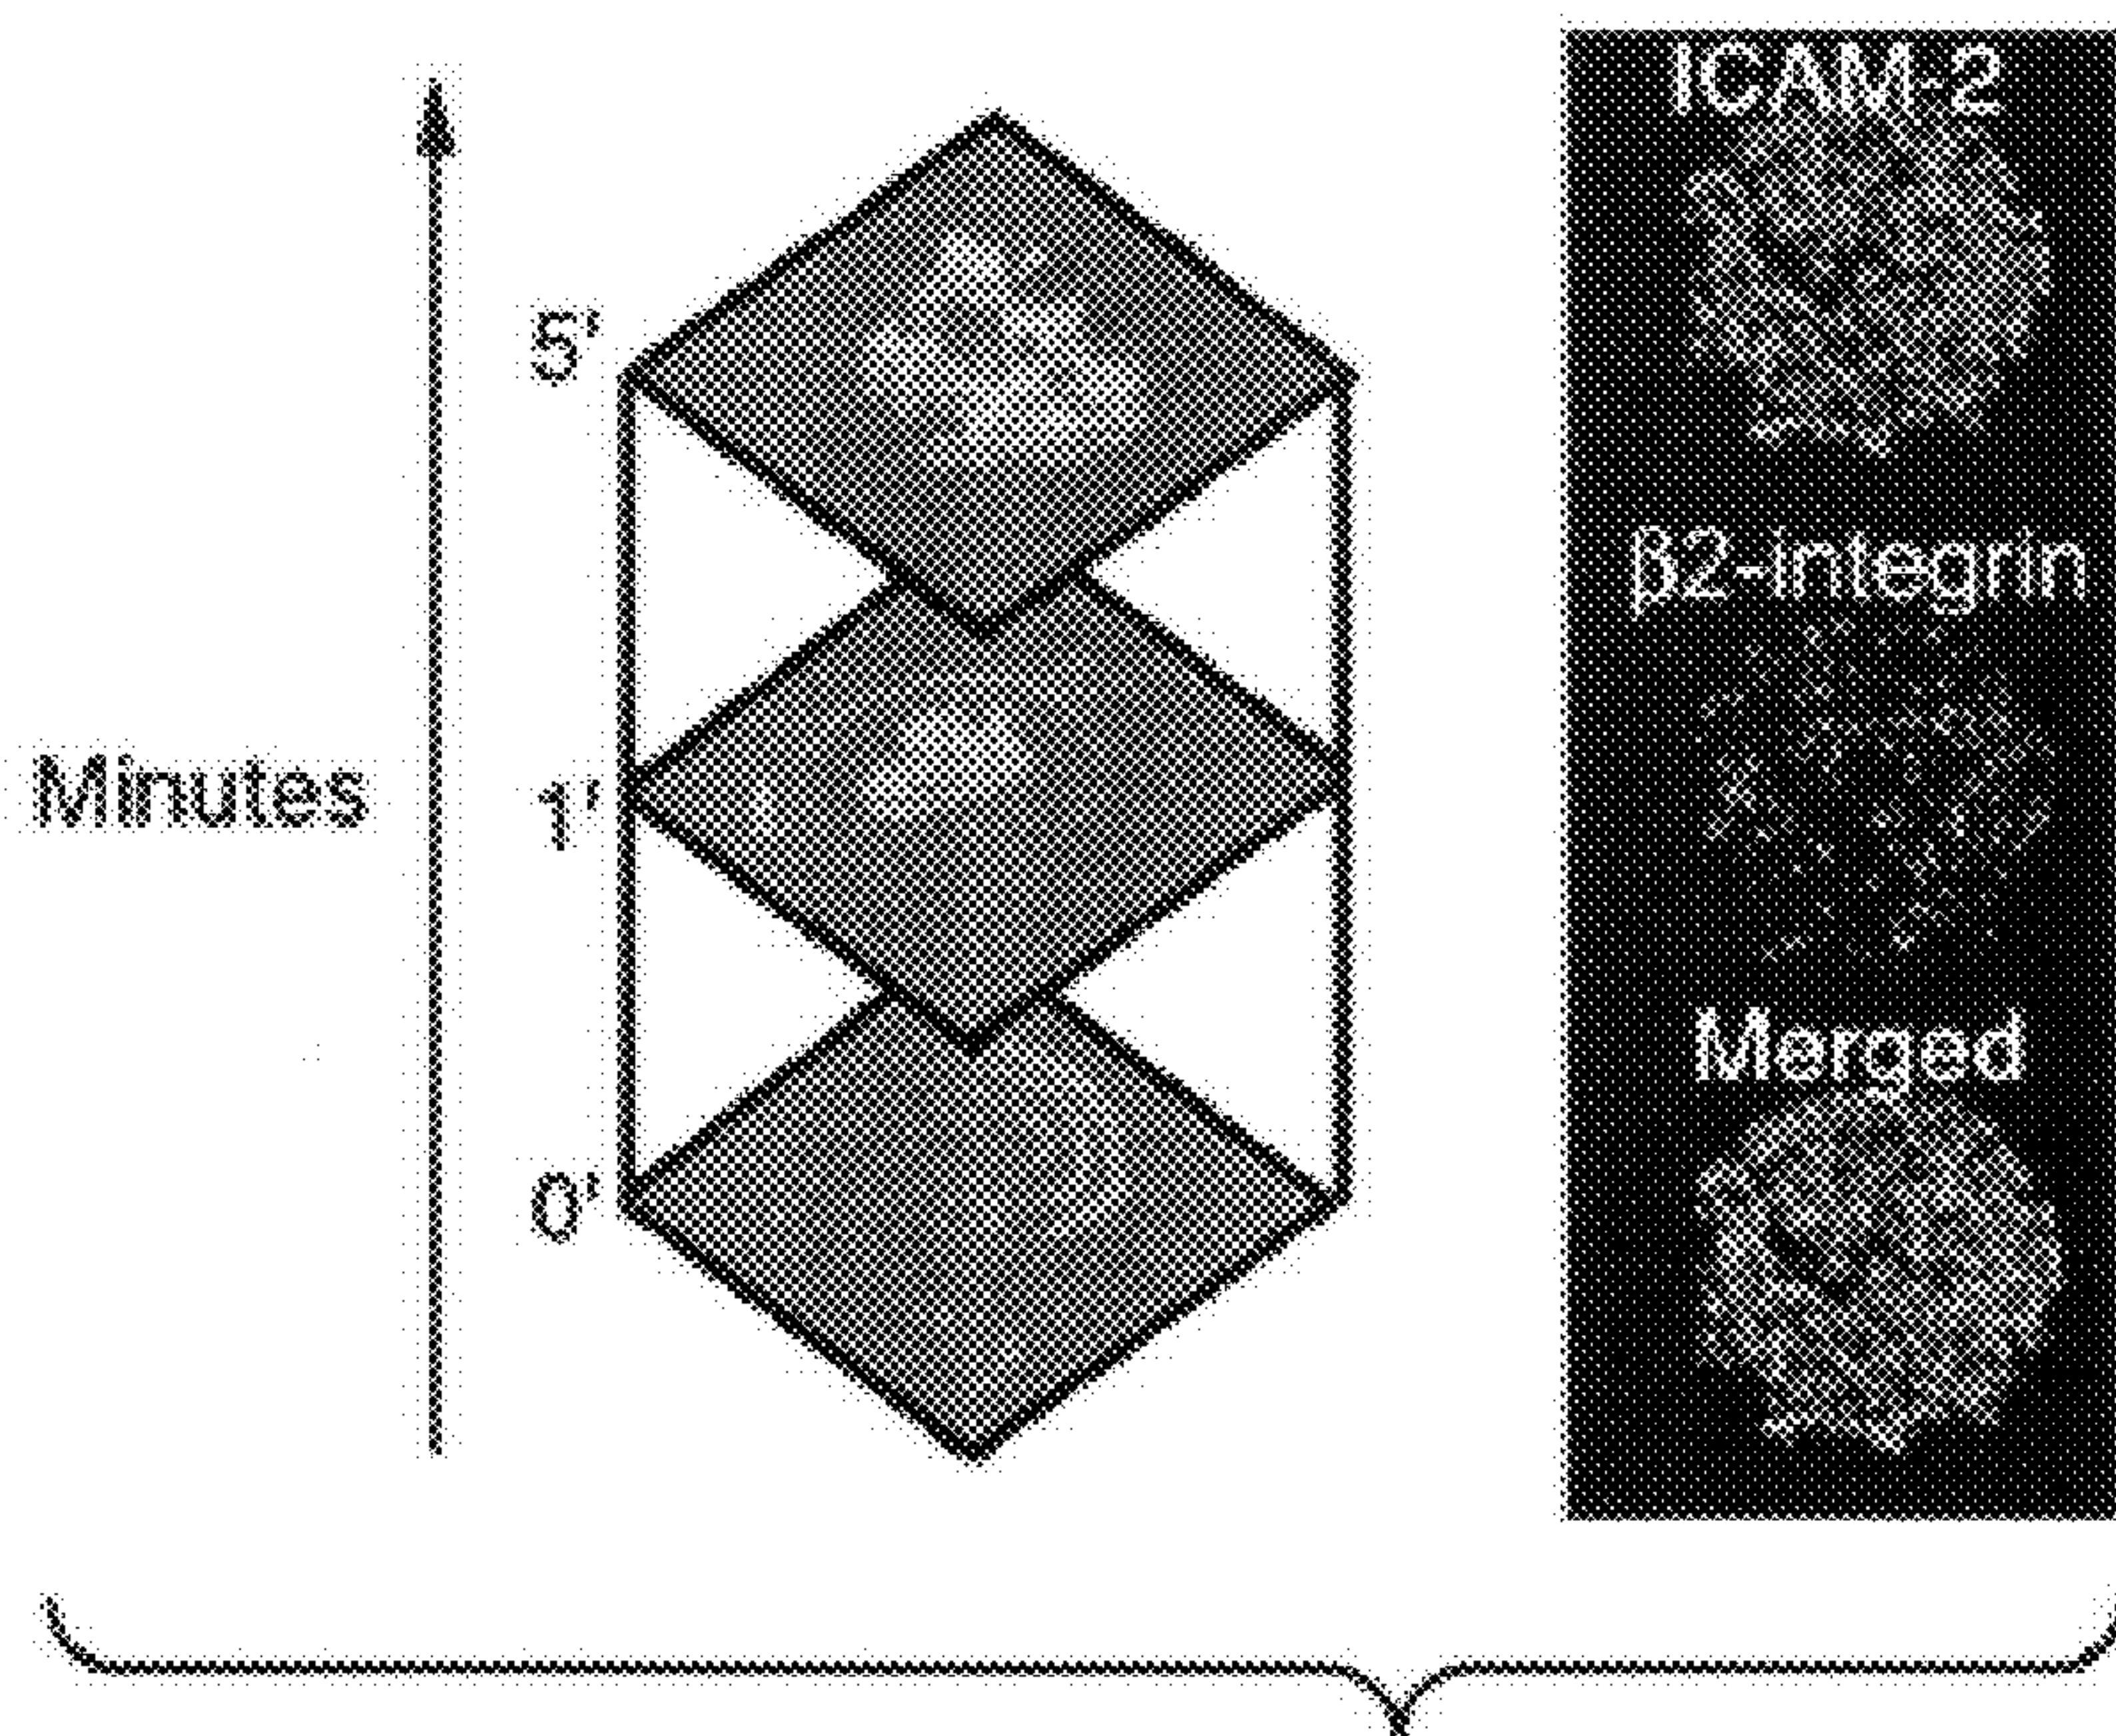 Minutes
5'
1'
0'
ICAM-2
β2-integrin
Merged